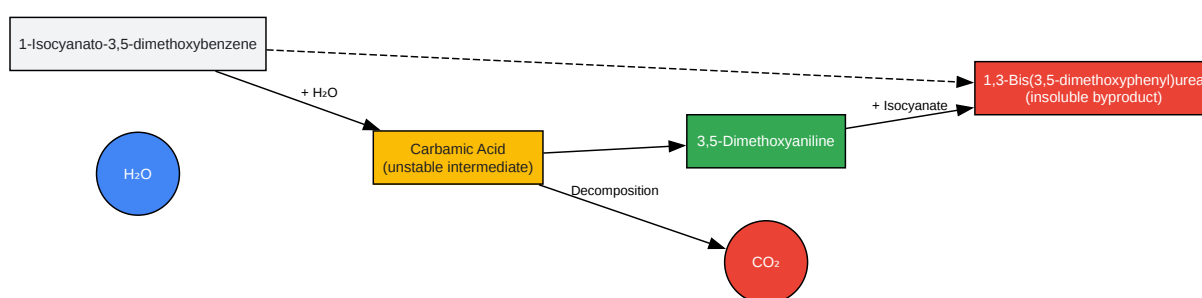 1-Isocyanato-3,5-dimethoxybenzene
+ H₂O
H₂O
Carbamic Acid
(unstable intermediate)
Decomposition
3,5-Dimethoxyaniline
CO₂
+ Isocyanate
1,3-Bis(3,5-dimethoxyphenyl)urea
(insoluble byproduct)